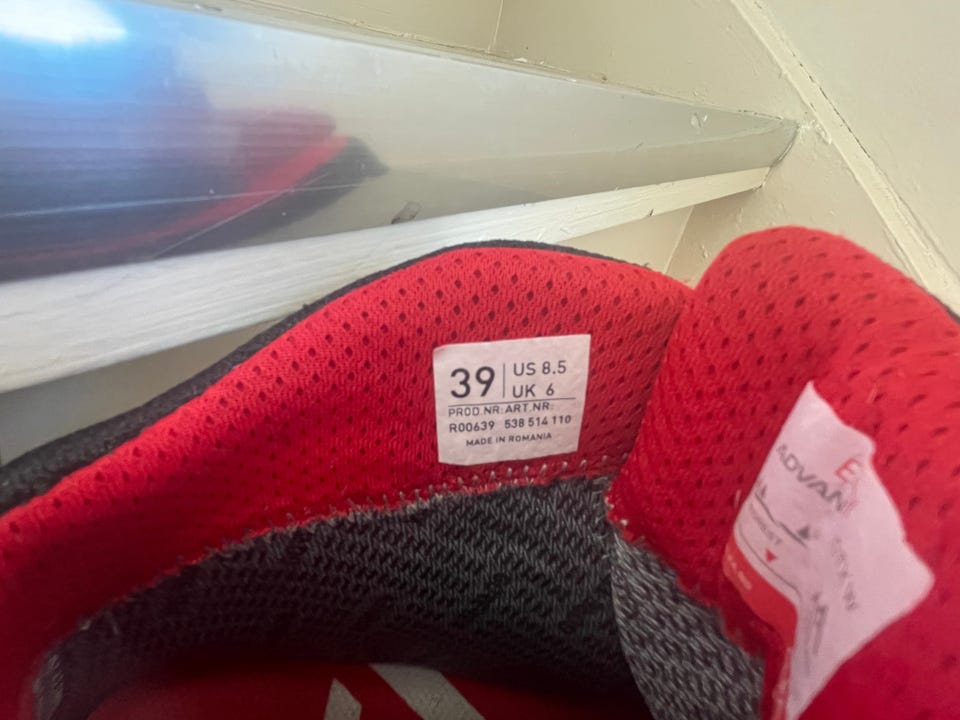 39 | US 8.5
UK 6
PROD.NR: ART.NR:
R00639 538 514 110
MADE IN ROMANIA
ADVAN